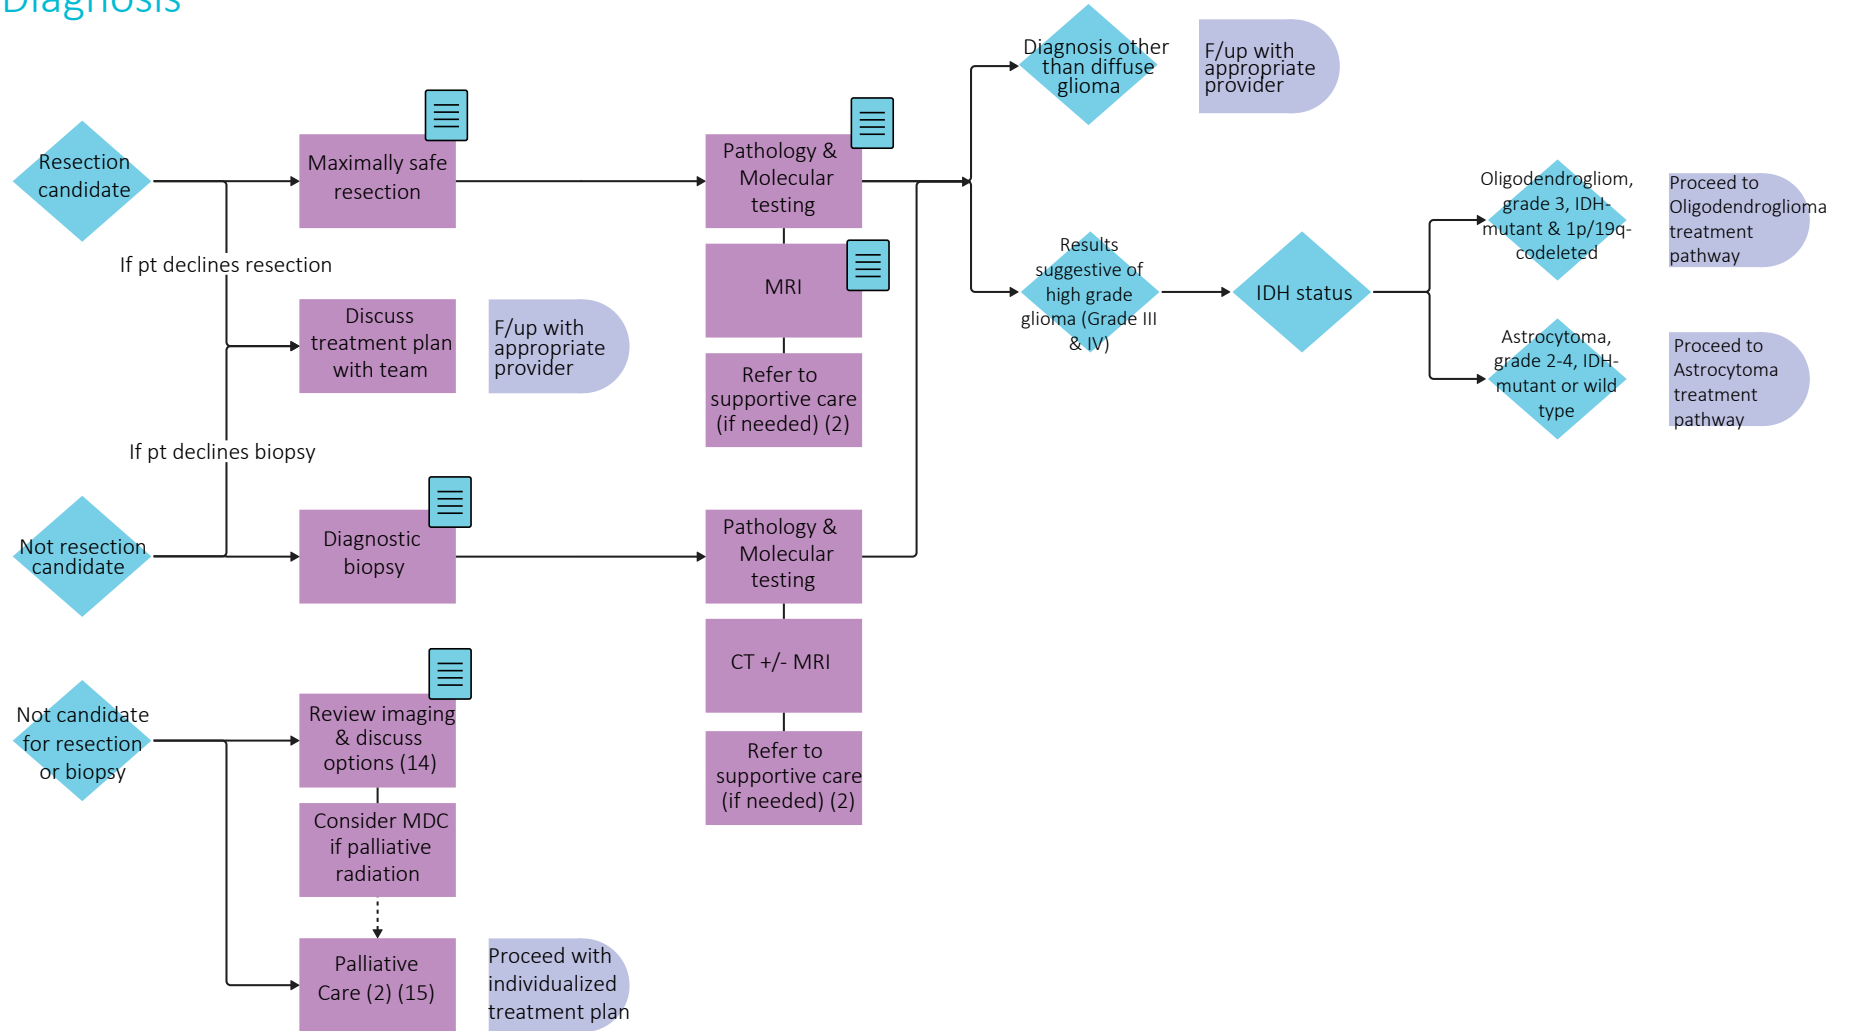 Diagnosis
Resection
candidate
Maximally safe
resection
Pathology &
Molecular
testing
MRI
Refer to
supportive care
(if needed) (2)
If pt declines resection
Discuss
treatment plan
with team
F/up with
appropriate
provider
If pt declines biopsy
Not resection
candidate
Diagnostic
biopsy
Pathology &
Molecular
testing
CT +/- MRI
Refer to
supportive care
(if needed) (2)
Not candidate
for resection
or biopsy
Review imaging
& discuss
options (14)
Consider MDC
if palliative
radiation
Palliative
Care (2) (15)
Proceed with
individualized
treatment plan
Diagnosis other
than diffuse
glioma
F/up with
appropriate
provider
Results
suggestive of
high grade
glioma (Grade III
& IV)
IDH status
Oligodendrogliom,
grade 3, IDH-
mutant & 1p/19q-
codeleted
Proceed to
Oligodendroglioma
treatment
pathway
Astrocytoma,
grade 2-4, IDH-
mutant or wild
type
Proceed to
Astrocytoma
treatment
pathway